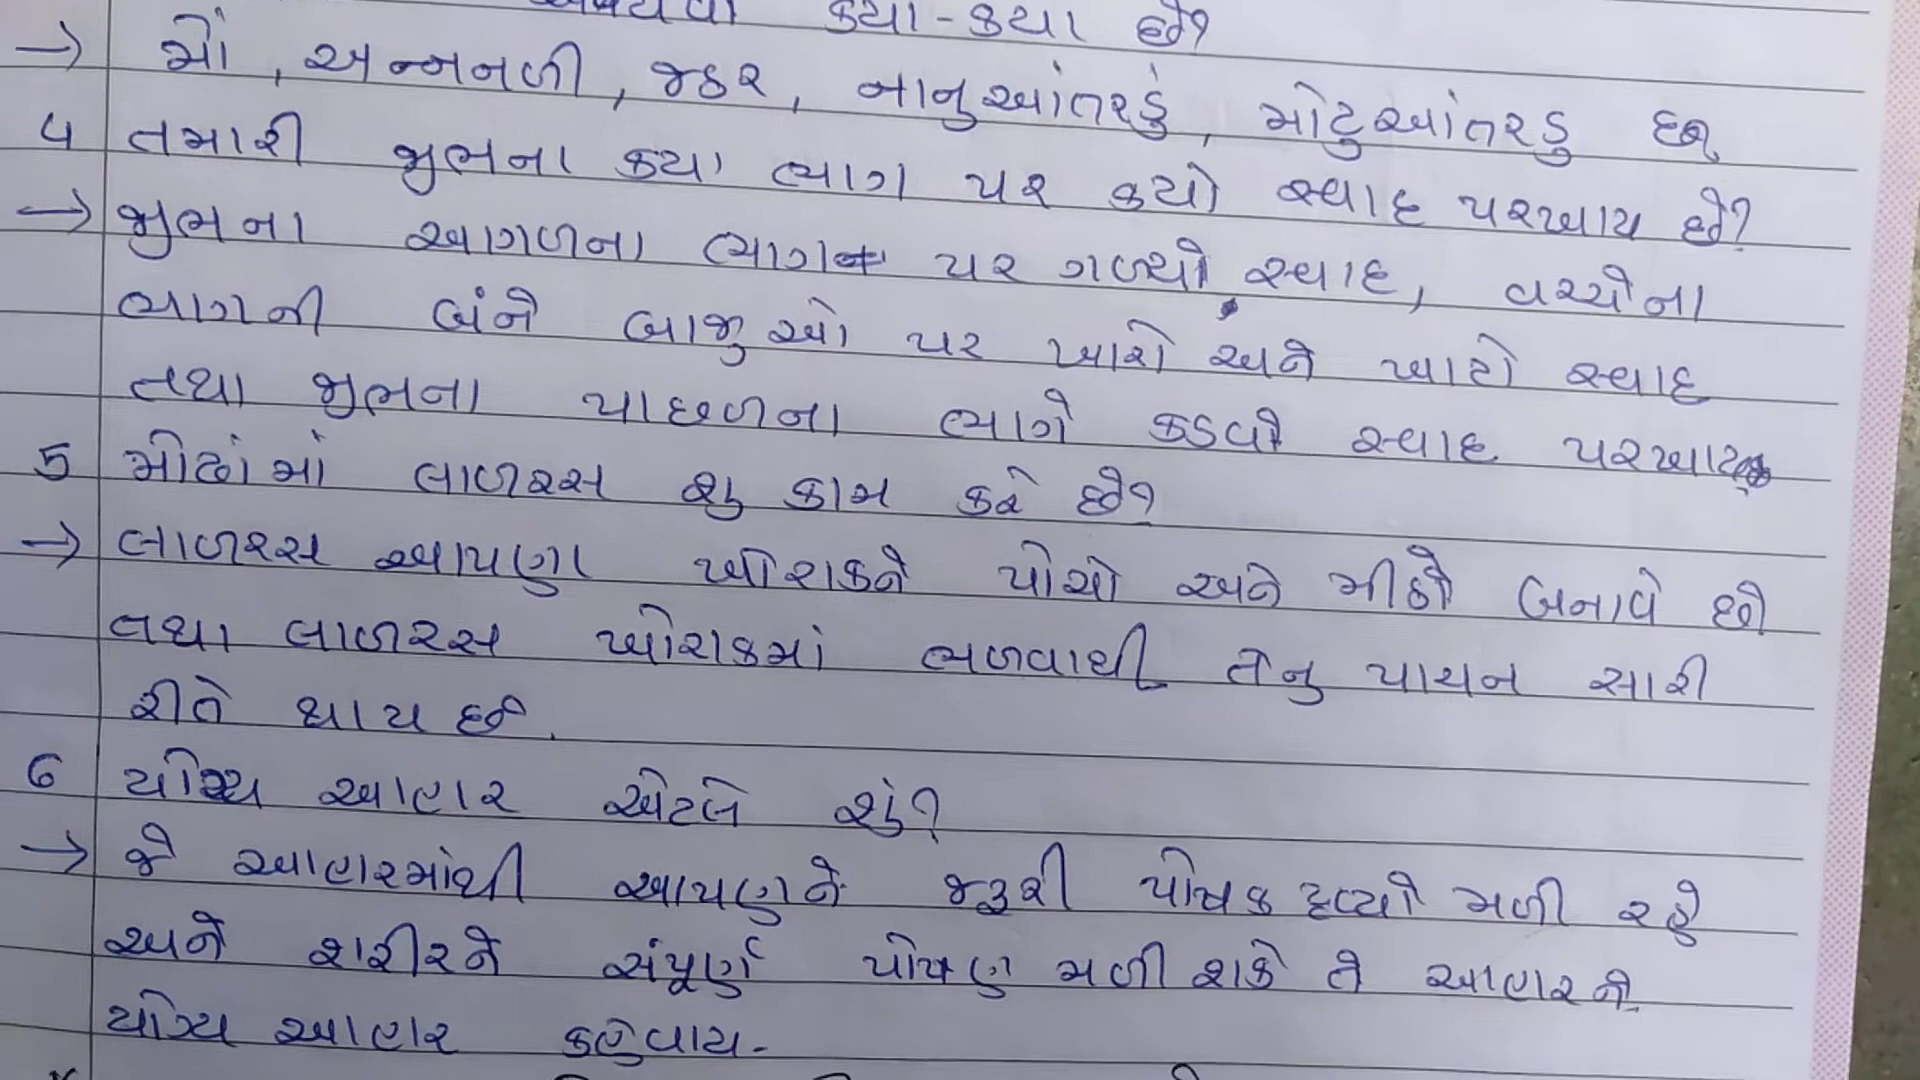 કયા-કયા છે?
→ મોં, અન્નનળી, જઠર, નાનુઆંતરડું, મોટુઆંતરડુ
4 તમારી જીભના કયા ભાગ પર કયો સ્વાદ પરખાય છે?
→ જીભના આગળના ભાગ પર ગળ્યો સ્વાદ, વચ્ચેના
ભાગની બંને બાજુઓ પર ખારો અને ખાટો સ્વાદ
તથા જીભના પાછળના ભાગે કડવો સ્વાદ
5 મોઢાંમાં લાળરસ શુ કામ કરે છે?
→ લાળરસ આપણા ખોરાકને પોચો અને મીઠો બનાવે છે
તથા લાળરસ ખોરાકમાં ભળવાથી તેનુ પાચન સારી
રીતે થાય છે.
6 યોગ્ય આહાર એટલે શું?
→ જે આહારમાંથી આપણને જરૂરી પોષક દ્રવ્યો મળી રહે
અને શરીરને સંપૂર્ણ પોષણ મળી શકે તે આહારને
યોગ્ય આહાર કહેવાય.